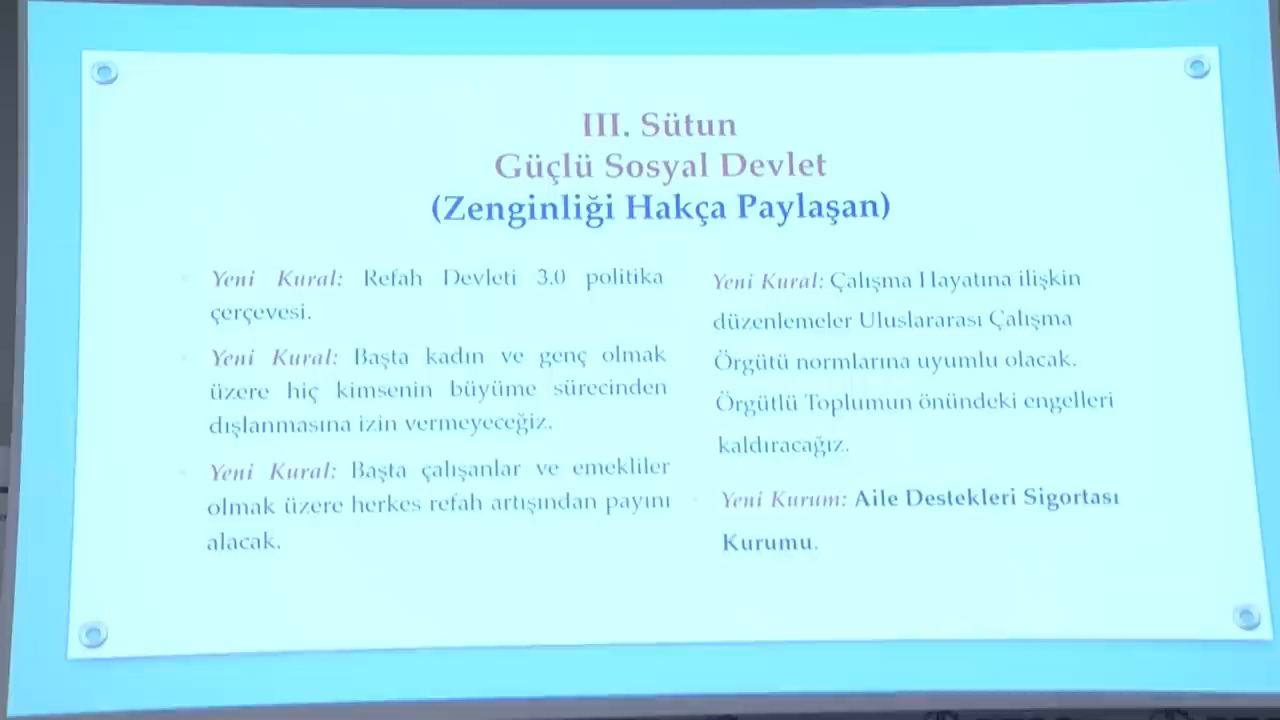 III. Sütun
Güçlü Sosyal Devlet
(Zenginliği Hakça Paylaşan)
Yeni Kural: Refah Devleti 3.0 politika
çerçevesi.
Yeni Kural: Başta kadın ve genç olmak
üzere hiç kimsenin büyüme sürecinden
dışlanmasına izin vermeyeceğiz.
Yeni Kural: Başta çalışanlar ve emekliler
olmak üzere herkes refah artışından payını
alacak.
Yeni Kural: Çalışma Hayatına ilişkin
düzenlemeler Uluslararası Çalışma
Örgütü normlarına uyumlu olacak.
Örgütlü Toplumun önündeki engelleri
kaldıracağız.
Yeni Kurum: Aile Destekleri Sigortası
Kurumu.